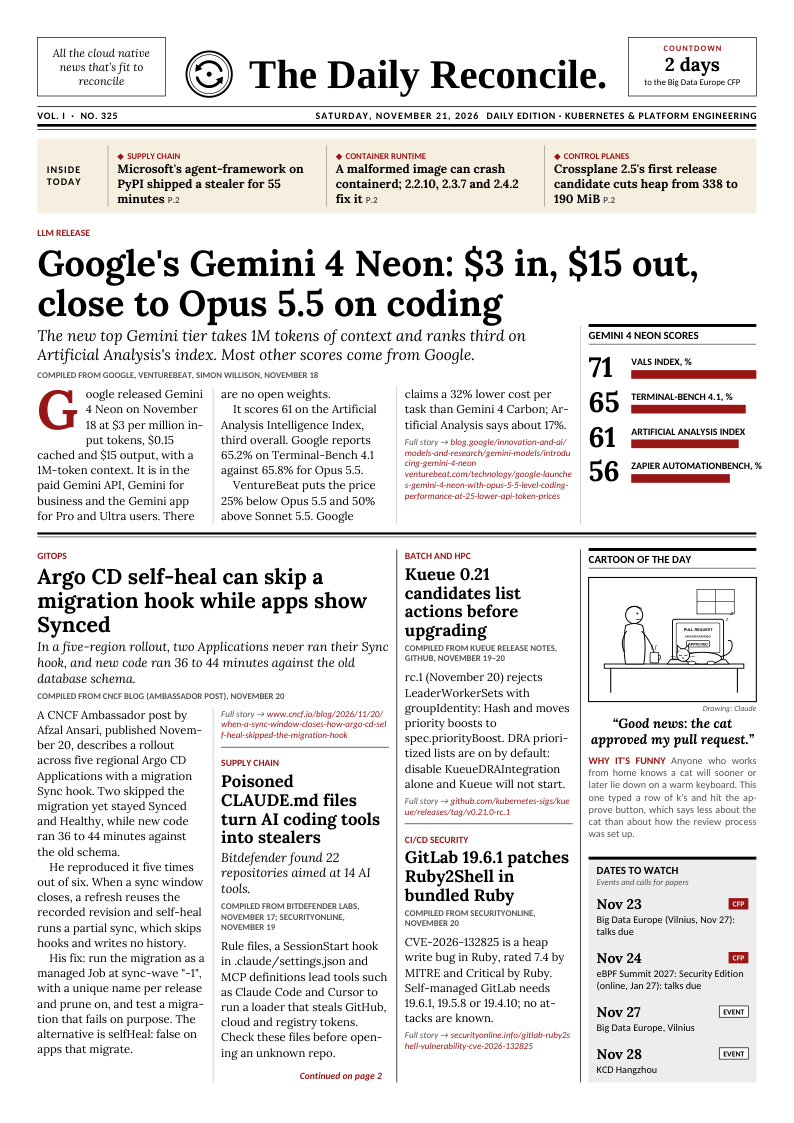 All the cloud native
news that's fit to
reconcile
The Daily Reconcile.
COUNTDOWN
2 days
to the Big Data Europe CFP
VOL. I · NO. 325
SATURDAY, NOVEMBER 21, 2026 DAILY EDITION · KUBERNETES & PLATFORM ENGINEERING
INSIDE
TODAY
◆ SUPPLY CHAIN
Microsoft's agent-framework on
PyPI shipped a stealer for 55
minutes P.2
◆ CONTAINER RUNTIME
A malformed image can crash
containerd; 2.2.10, 2.3.7 and 2.4.2
fix it P.2
◆ CONTROL PLANES
Crossplane 2.5's first release
candidate cuts heap from 338 to
190 MiB P.2
LLM RELEASE
Google's Gemini 4 Neon: $3 in, $15 out,
close to Opus 5.5 on coding
The new top Gemini tier takes 1M tokens of context and ranks third on
Artificial Analysis's index. Most other scores come from Google.
COMPILED FROM GOOGLE, VENTUREBEAT, SIMON WILLISON, NOVEMBER 18
Google released Gemini
4 Neon on November
18 at $3 per million in-
put tokens, $0.15
cached and $15 output, with a
1M-token context. It is in the
paid Gemini API, Gemini for
business and the Gemini app
for Pro and Ultra users. There
are no open weights.
It scores 61 on the Artificial
Analysis Intelligence Index,
third overall. Google reports
65.2% on Terminal-Bench 4.1
against 65.8% for Opus 5.5.
VentureBeat puts the price
25% below Opus 5.5 and 50%
above Sonnet 5.5. Google
claims a 32% lower cost per
task than Gemini 4 Carbon; Ar-
tificial Analysis says about 17%.
Full story → blog.google/innovation-and-ai/
models-and-research/gemini-models/introdu
cing-gemini-4-neon
venturebeat.com/technology/google-launche
s-gemini-4-neon-with-opus-5-5-level-coding-
performance-at-25-lower-api-token-prices
GEMINI 4 NEON SCORES
71 VALS INDEX, %
65 TERMINAL-BENCH 4.1, %
61 ARTIFICIAL ANALYSIS INDEX
56 ZAPIER AUTOMATIONBENCH, %
GITOPS
Argo CD self-heal can skip a
migration hook while apps show
Synced
In a five-region rollout, two Applications never ran their Sync
hook, and new code ran 36 to 44 minutes against the old
database schema.
COMPILED FROM CNCF BLOG (AMBASSADOR POST), NOVEMBER 20
A CNCF Ambassador post by
Afzal Ansari, published Novem-
ber 20, describes a rollout
across five regional Argo CD
Applications with a migration
Sync hook. Two skipped the
migration yet stayed Synced
and Healthy, while new code
ran 36 to 44 minutes against
the old schema.
He reproduced it five times
out of six. When a sync window
closes, a refresh reuses the
recorded revision and self-heal
runs a partial sync, which skips
hooks and writes no history.
His fix: run the migration as a
managed Job at sync-wave "-1",
with a unique name per release
and prune on, and test a migra-
tion that fails on purpose. The
alternative is selfHeal: false on
apps that migrate.
Full story → www.cncf.io/blog/2026/11/20/
when-a-sync-window-closes-how-argo-cd-sel
f-heal-skipped-the-migration-hook
SUPPLY CHAIN
Poisoned
CLAUDE.md files
turn AI coding tools
into stealers
Bitdefender found 22
repositories aimed at 14 AI
tools.
COMPILED FROM BITDEFENDER LABS,
NOVEMBER 17; SECURITYONLINE,
NOVEMBER 19
Rule files, a SessionStart hook
in .claude/settings.json and
MCP definitions lead tools such
as Claude Code and Cursor to
run a loader that steals GitHub,
cloud and registry tokens.
Check these files before open-
ing an unknown repo.
Continued on page 2
BATCH AND HPC
Kueue 0.21
candidates list
actions before
upgrading
COMPILED FROM KUEUE RELEASE NOTES,
GITHUB, NOVEMBER 19–20
rc.1 (November 20) rejects
LeaderWorkerSets with
groupIdentity: Hash and moves
priority boosts to
spec.priorityBoost. DRA priori-
tized lists are on by default:
disable KueueDRAIntegration
alone and Kueue will not start.
Full story → github.com/kubernetes-sigs/kue
ue/releases/tag/v0.21.0-rc.1
CI/CD SECURITY
GitLab 19.6.1 patches
Ruby2Shell in
bundled Ruby
COMPILED FROM SECURITYONLINE,
NOVEMBER 20
CVE-2026-132825 is a heap
write bug in Ruby, rated 7.4 by
MITRE and Critical by Ruby.
Self-managed GitLab needs
19.6.1, 19.5.8 or 19.4.10; no at-
tacks are known.
Full story → securityonline.info/gitlab-ruby2s
hell-vulnerability-cve-2026-132825
CARTOON OF THE DAY
PULL REQUEST
APPROVED
Drawing: Claude
“Good news: the cat
approved my pull request.”
WHY IT'S FUNNY Anyone who works
from home knows a cat will sooner or
later lie down on a warm keyboard. This
one typed a row of k's and hit the ap-
prove button, which says less about the
cat than about how the review process
was set up.
DATES TO WATCH
Events and calls for papers
Nov 23 CFP
Big Data Europe (Vilnius, Nov 27):
talks due
Nov 24 CFP
eBPF Summit 2027: Security Edition
(online, Jan 27): talks due
Nov 27 EVENT
Big Data Europe, Vilnius
Nov 28 EVENT
KCD Hangzhou